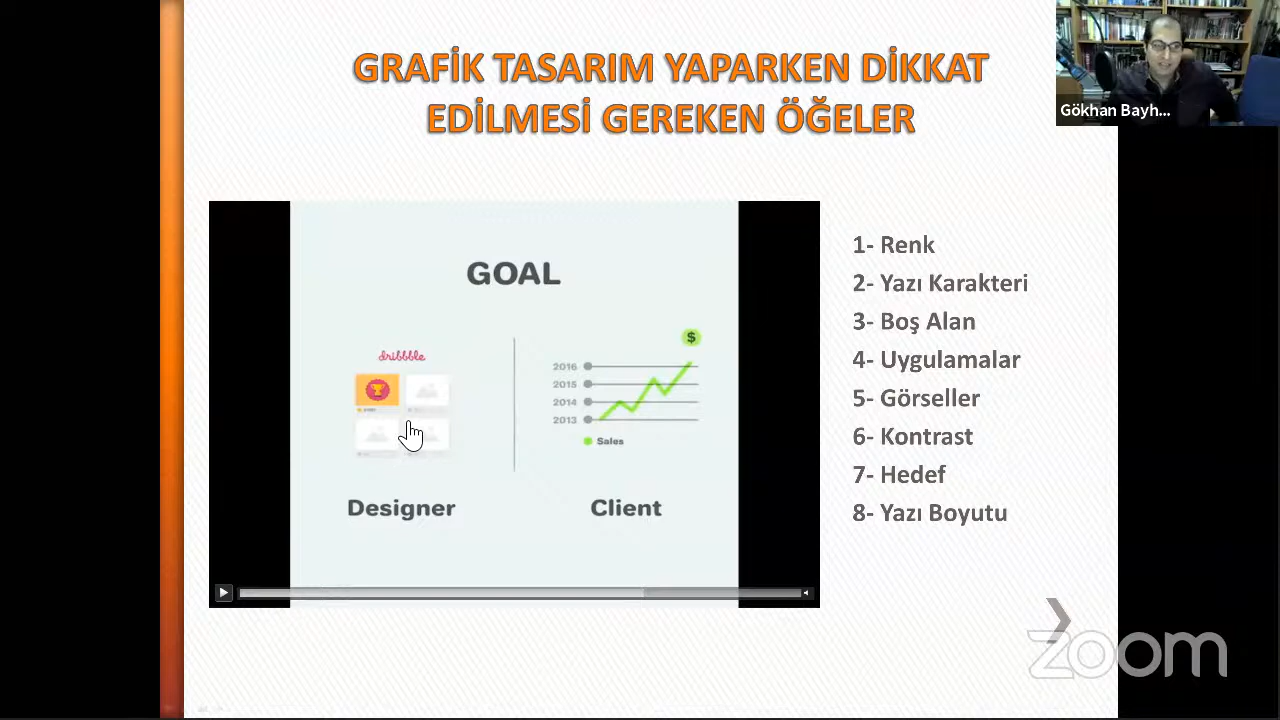 GRAFİK TASARIM YAPARKEN DİKKAT
EDİLMESİ GEREKEN ÖĞELER
Gökhan Bayh...
GOAL
dribbble
$
2016
2015
2014
2013
Sales
Designer
Client
1- Renk
2- Yazı Karakteri
3- Boş Alan
4- Uygulamalar
5- Görseller
6- Kontrast
7- Hedef
8- Yazı Boyutu
zoom